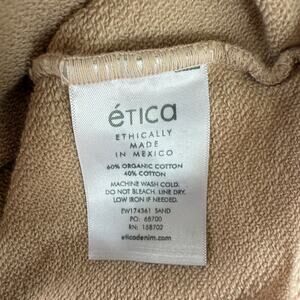 éTICA
ETHICALLY
MADE
IN MEXICO
60% ORGANIC COTTON
40% COTTON
MACHINE WASH COLD.
DO NOT BLEACH. LINE DRY.
LOW IRON IF NEEDED.
EW174361 SAND
PO: 68700
RN: 158702
eticadenim.com